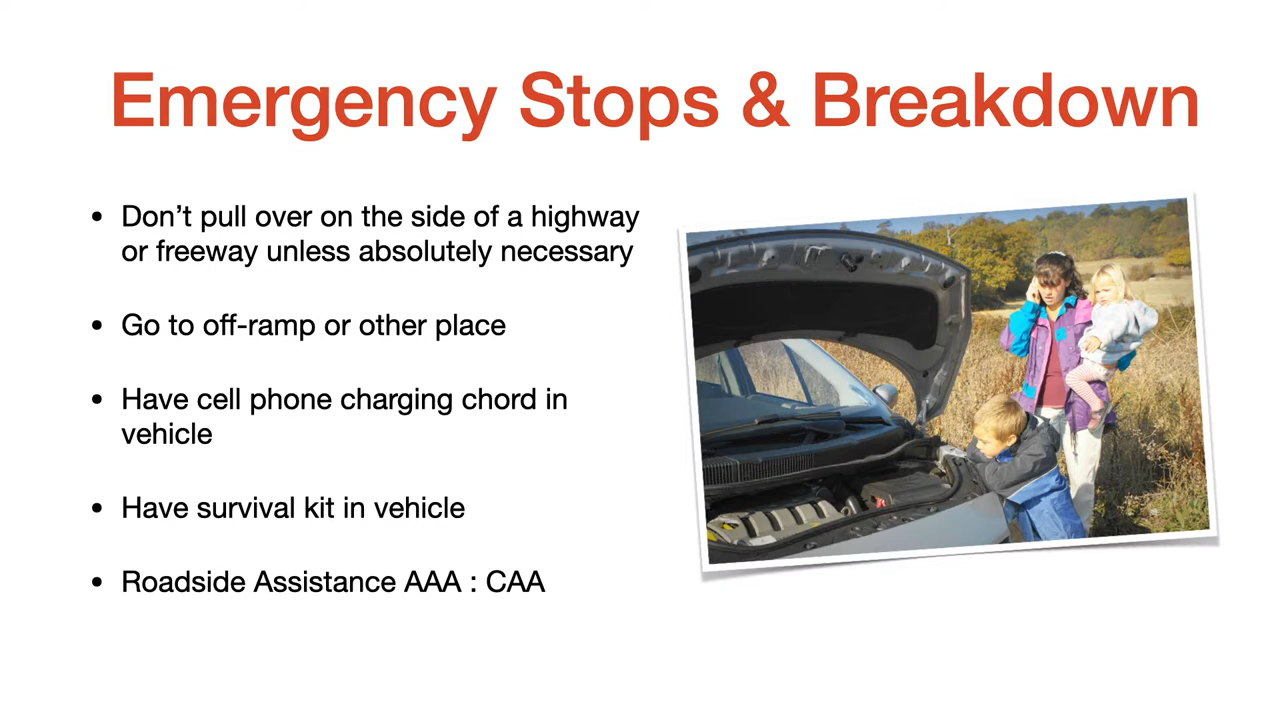 Emergency Stops & Breakdown
• Don’t pull over on the side of a highway
or freeway unless absolutely necessary
• Go to off-ramp or other place
• Have cell phone charging chord in
vehicle
• Have survival kit in vehicle
• Roadside Assistance AAA : CAA